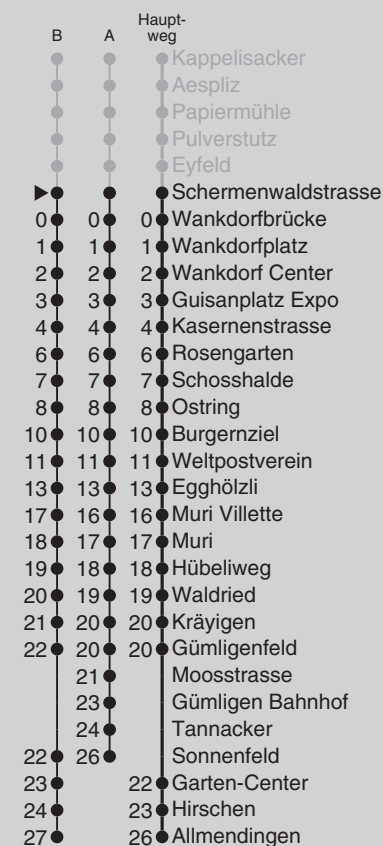 Haupt-
B A weg
Kappelisacker
Aespliz
Papiermühle
Pulverstutz
Eyfeld
Schermenwaldstrasse
0 0 0 Wankdorfbrücke
1 1 1 Wankdorfplatz
2 2 2 Wankdorf Center
3 3 3 Guisanplatz Expo
4 4 4 Kasernenstrasse
6 6 6 Rosengarten
7 7 7 Schosshalde
8 8 8 Ostring
10 10 10 Burgernziel
11 11 11 Weltpostverein
13 13 13 Egghölzli
17 16 16 Muri Villette
18 17 17 Muri
19 18 18 Hübeliweg
20 19 19 Waldried
21 20 20 Kräyigen
22 20 20 Gümligenfeld
21 Moosstrasse
23 Gümligen Bahnhof
24 Tannacker
22 26 Sonnenfeld
23 22 Garten-Center
24 23 Hirschen
27 26 Allmendingen